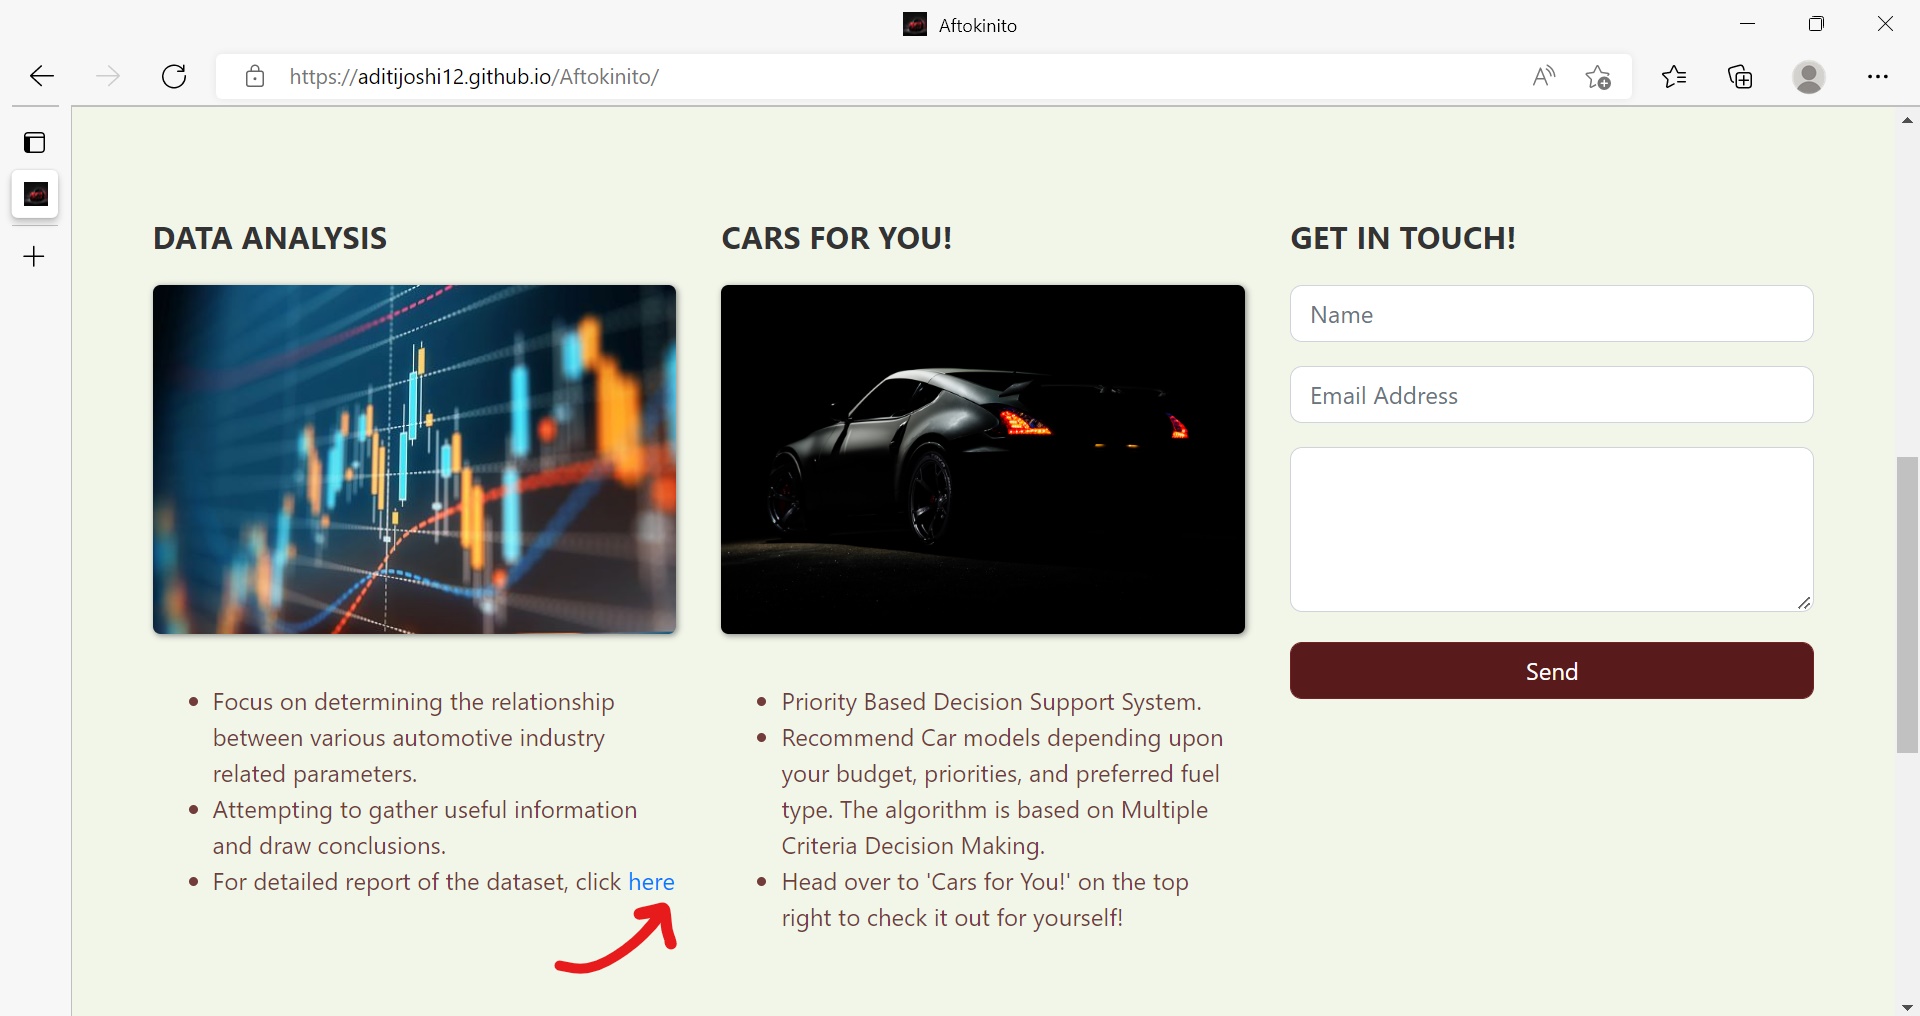 Aftokinito
https://aditijoshi12.github.io/Aftokinito/
DATA ANALYSIS
Focus on determining the relationship
between various automotive industry
related parameters.
Attempting to gather useful information
and draw conclusions.
For detailed report of the dataset, click here
CARS FOR YOU!
Priority Based Decision Support System.
Recommend Car models depending upon
your budget, priorities, and preferred fuel
type. The algorithm is based on Multiple
Criteria Decision Making.
Head over to 'Cars for You!' on the top
right to check it out for yourself!
GET IN TOUCH!
Name
Email Address
Send